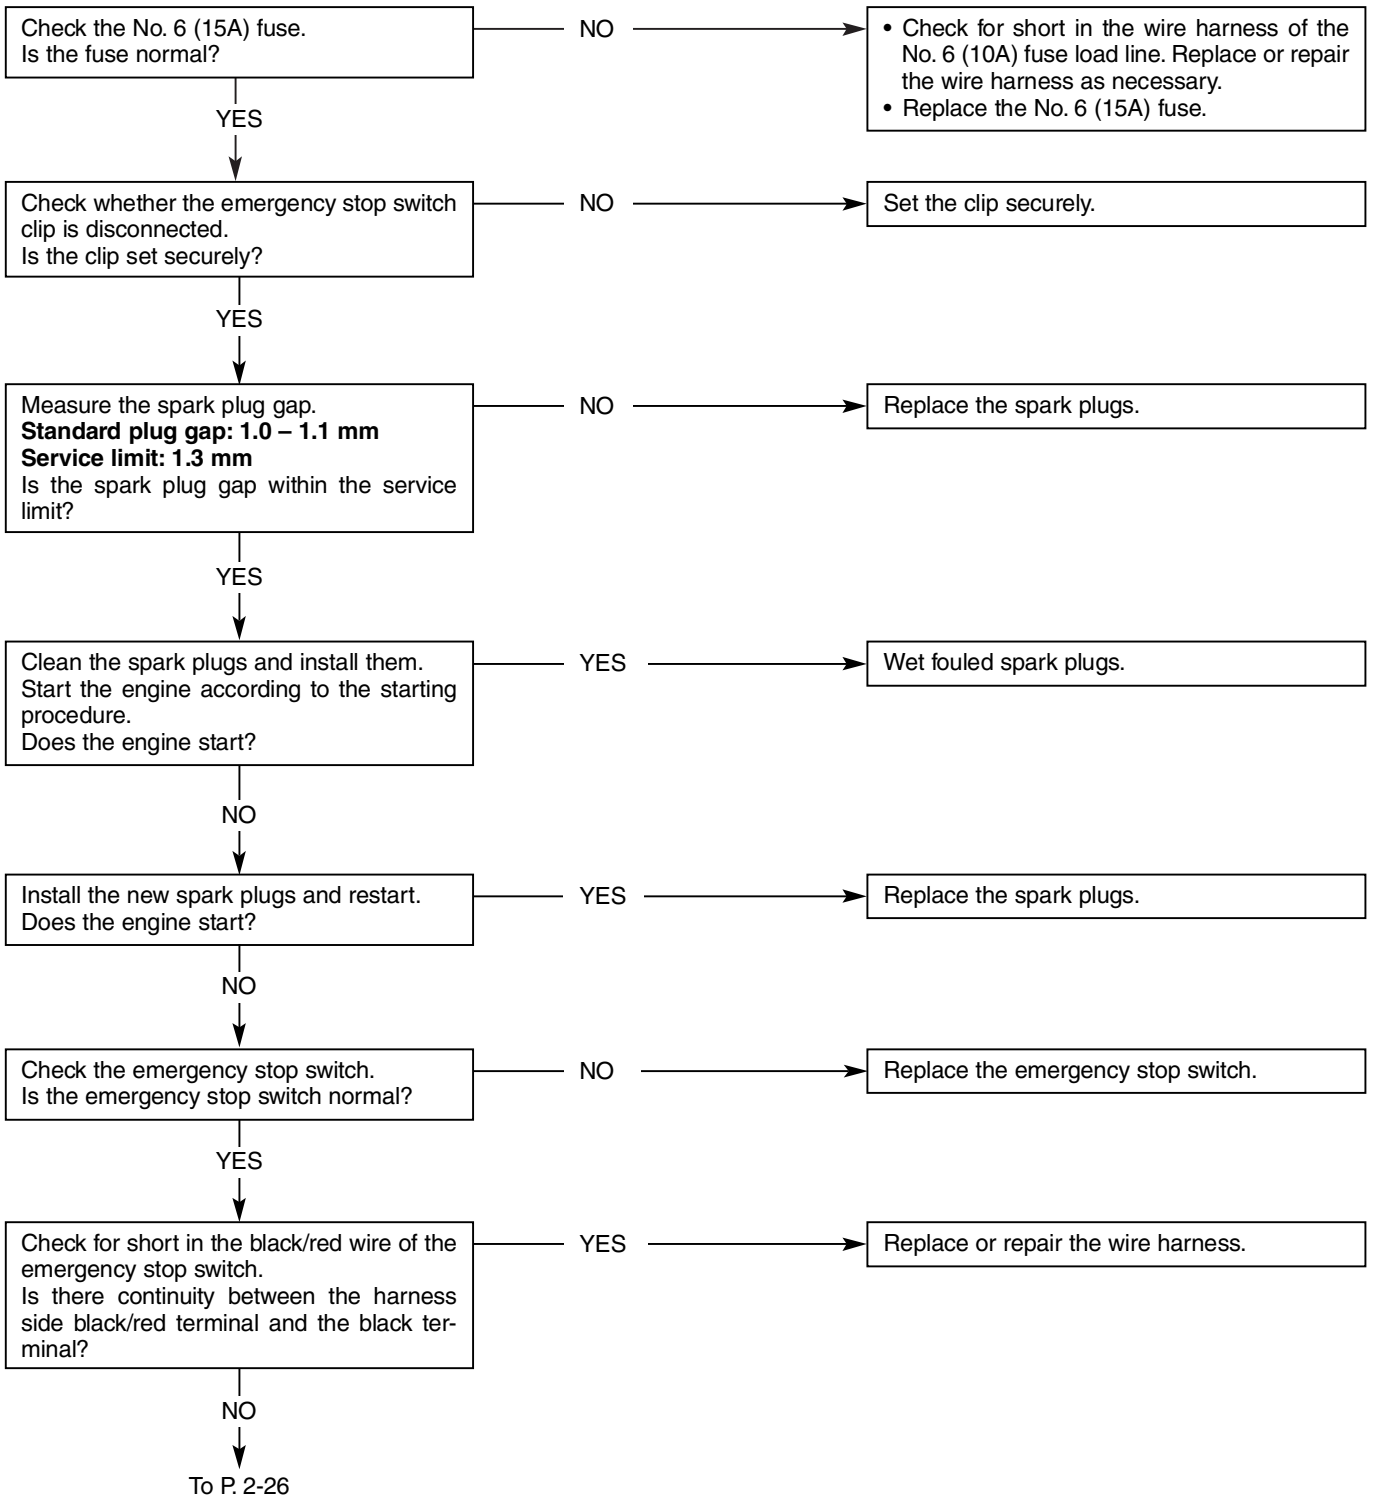 Check the No. 6 (15A) fuse.
Is the fuse normal?
NO
• Check for short in the wire harness of the
No. 6 (10A) fuse load line. Replace or repair
the wire harness as necessary.
• Replace the No. 6 (15A) fuse.
YES
Check whether the emergency stop switch
clip is disconnected.
Is the clip set securely?
NO
Set the clip securely.
YES
Measure the spark plug gap.
Standard plug gap: 1.0 – 1.1 mm
Service limit: 1.3 mm
Is the spark plug gap within the service
limit?
NO
Replace the spark plugs.
YES
Clean the spark plugs and install them.
Start the engine according to the starting
procedure.
Does the engine start?
YES
Wet fouled spark plugs.
NO
Install the new spark plugs and restart.
Does the engine start?
YES
Replace the spark plugs.
NO
Check the emergency stop switch.
Is the emergency stop switch normal?
NO
Replace the emergency stop switch.
YES
Check for short in the black/red wire of the
emergency stop switch.
Is there continuity between the harness
side black/red terminal and the black ter-
minal?
YES
Replace or repair the wire harness.
NO
To P. 2-26